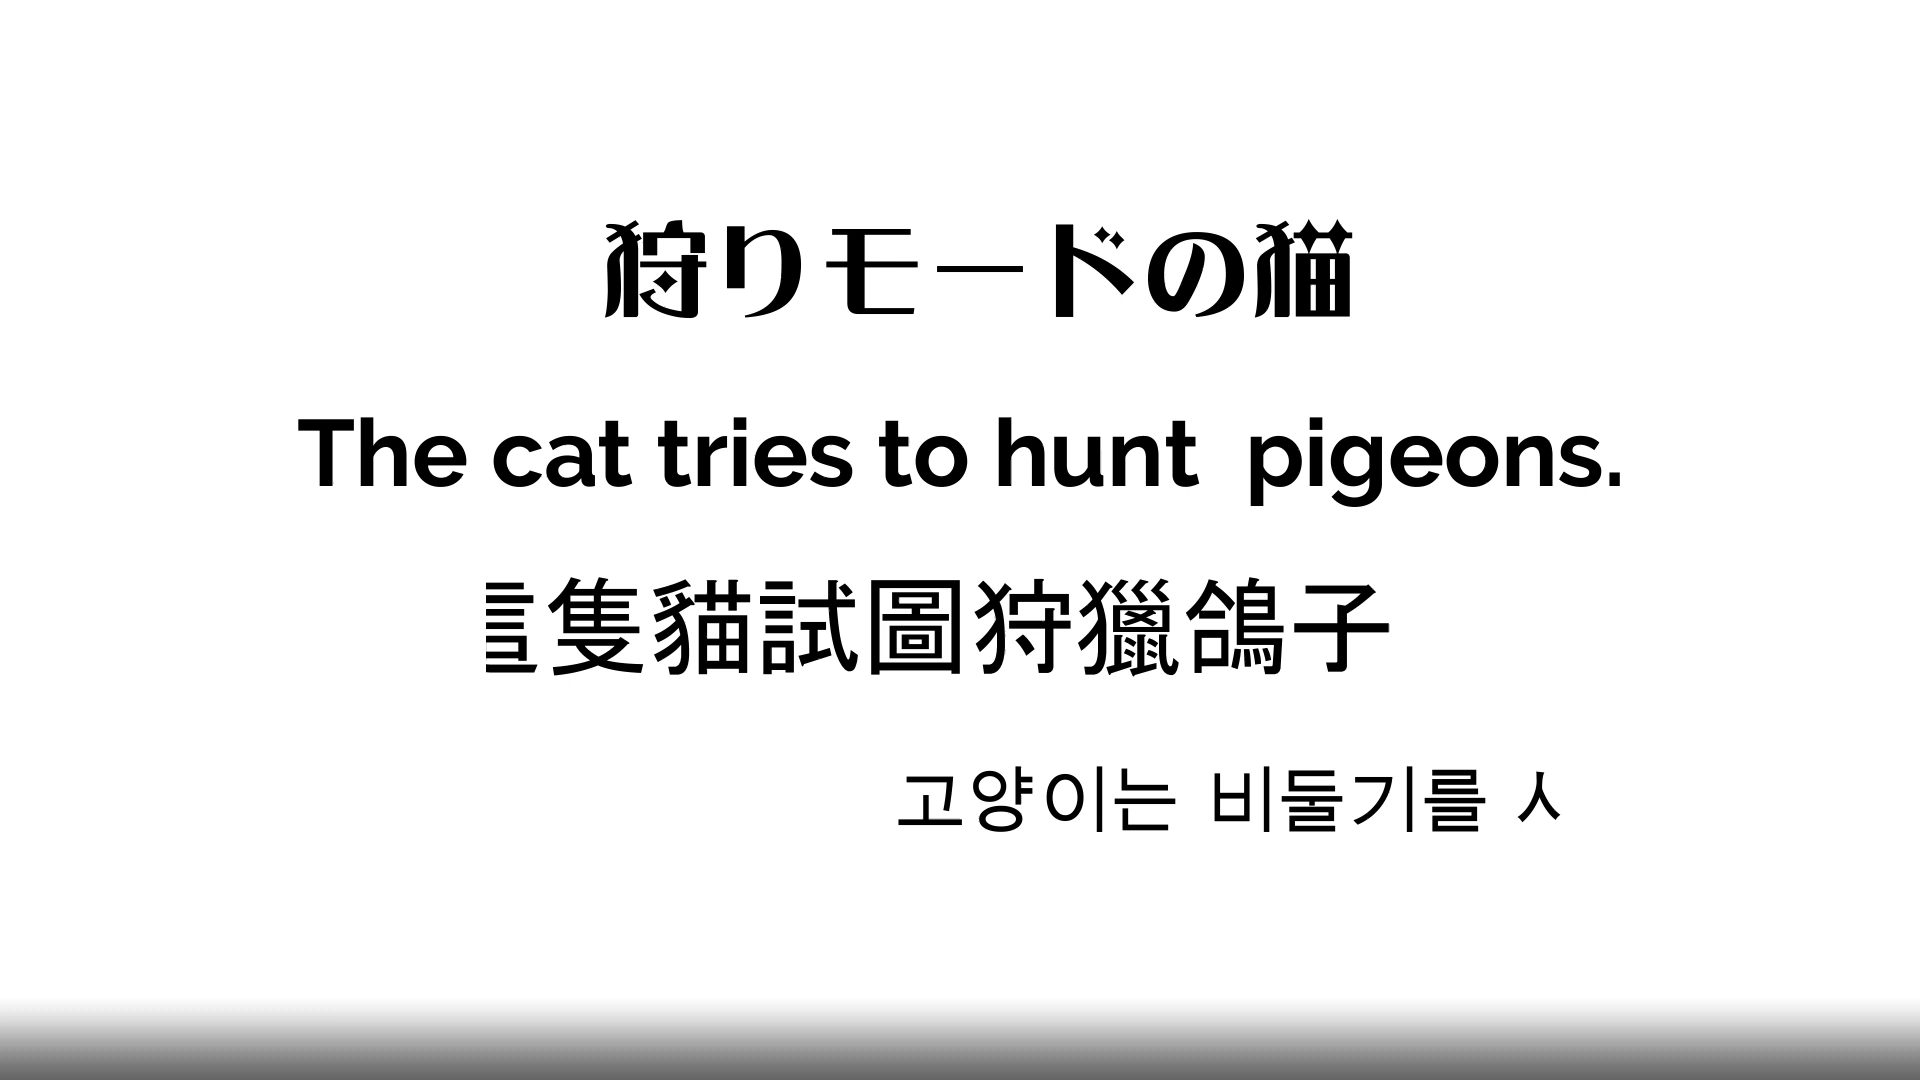 狩りモードの猫
The cat tries to hunt  pigeons.
隻貓試圖狩獵鴿子
고양이는 비둘기를